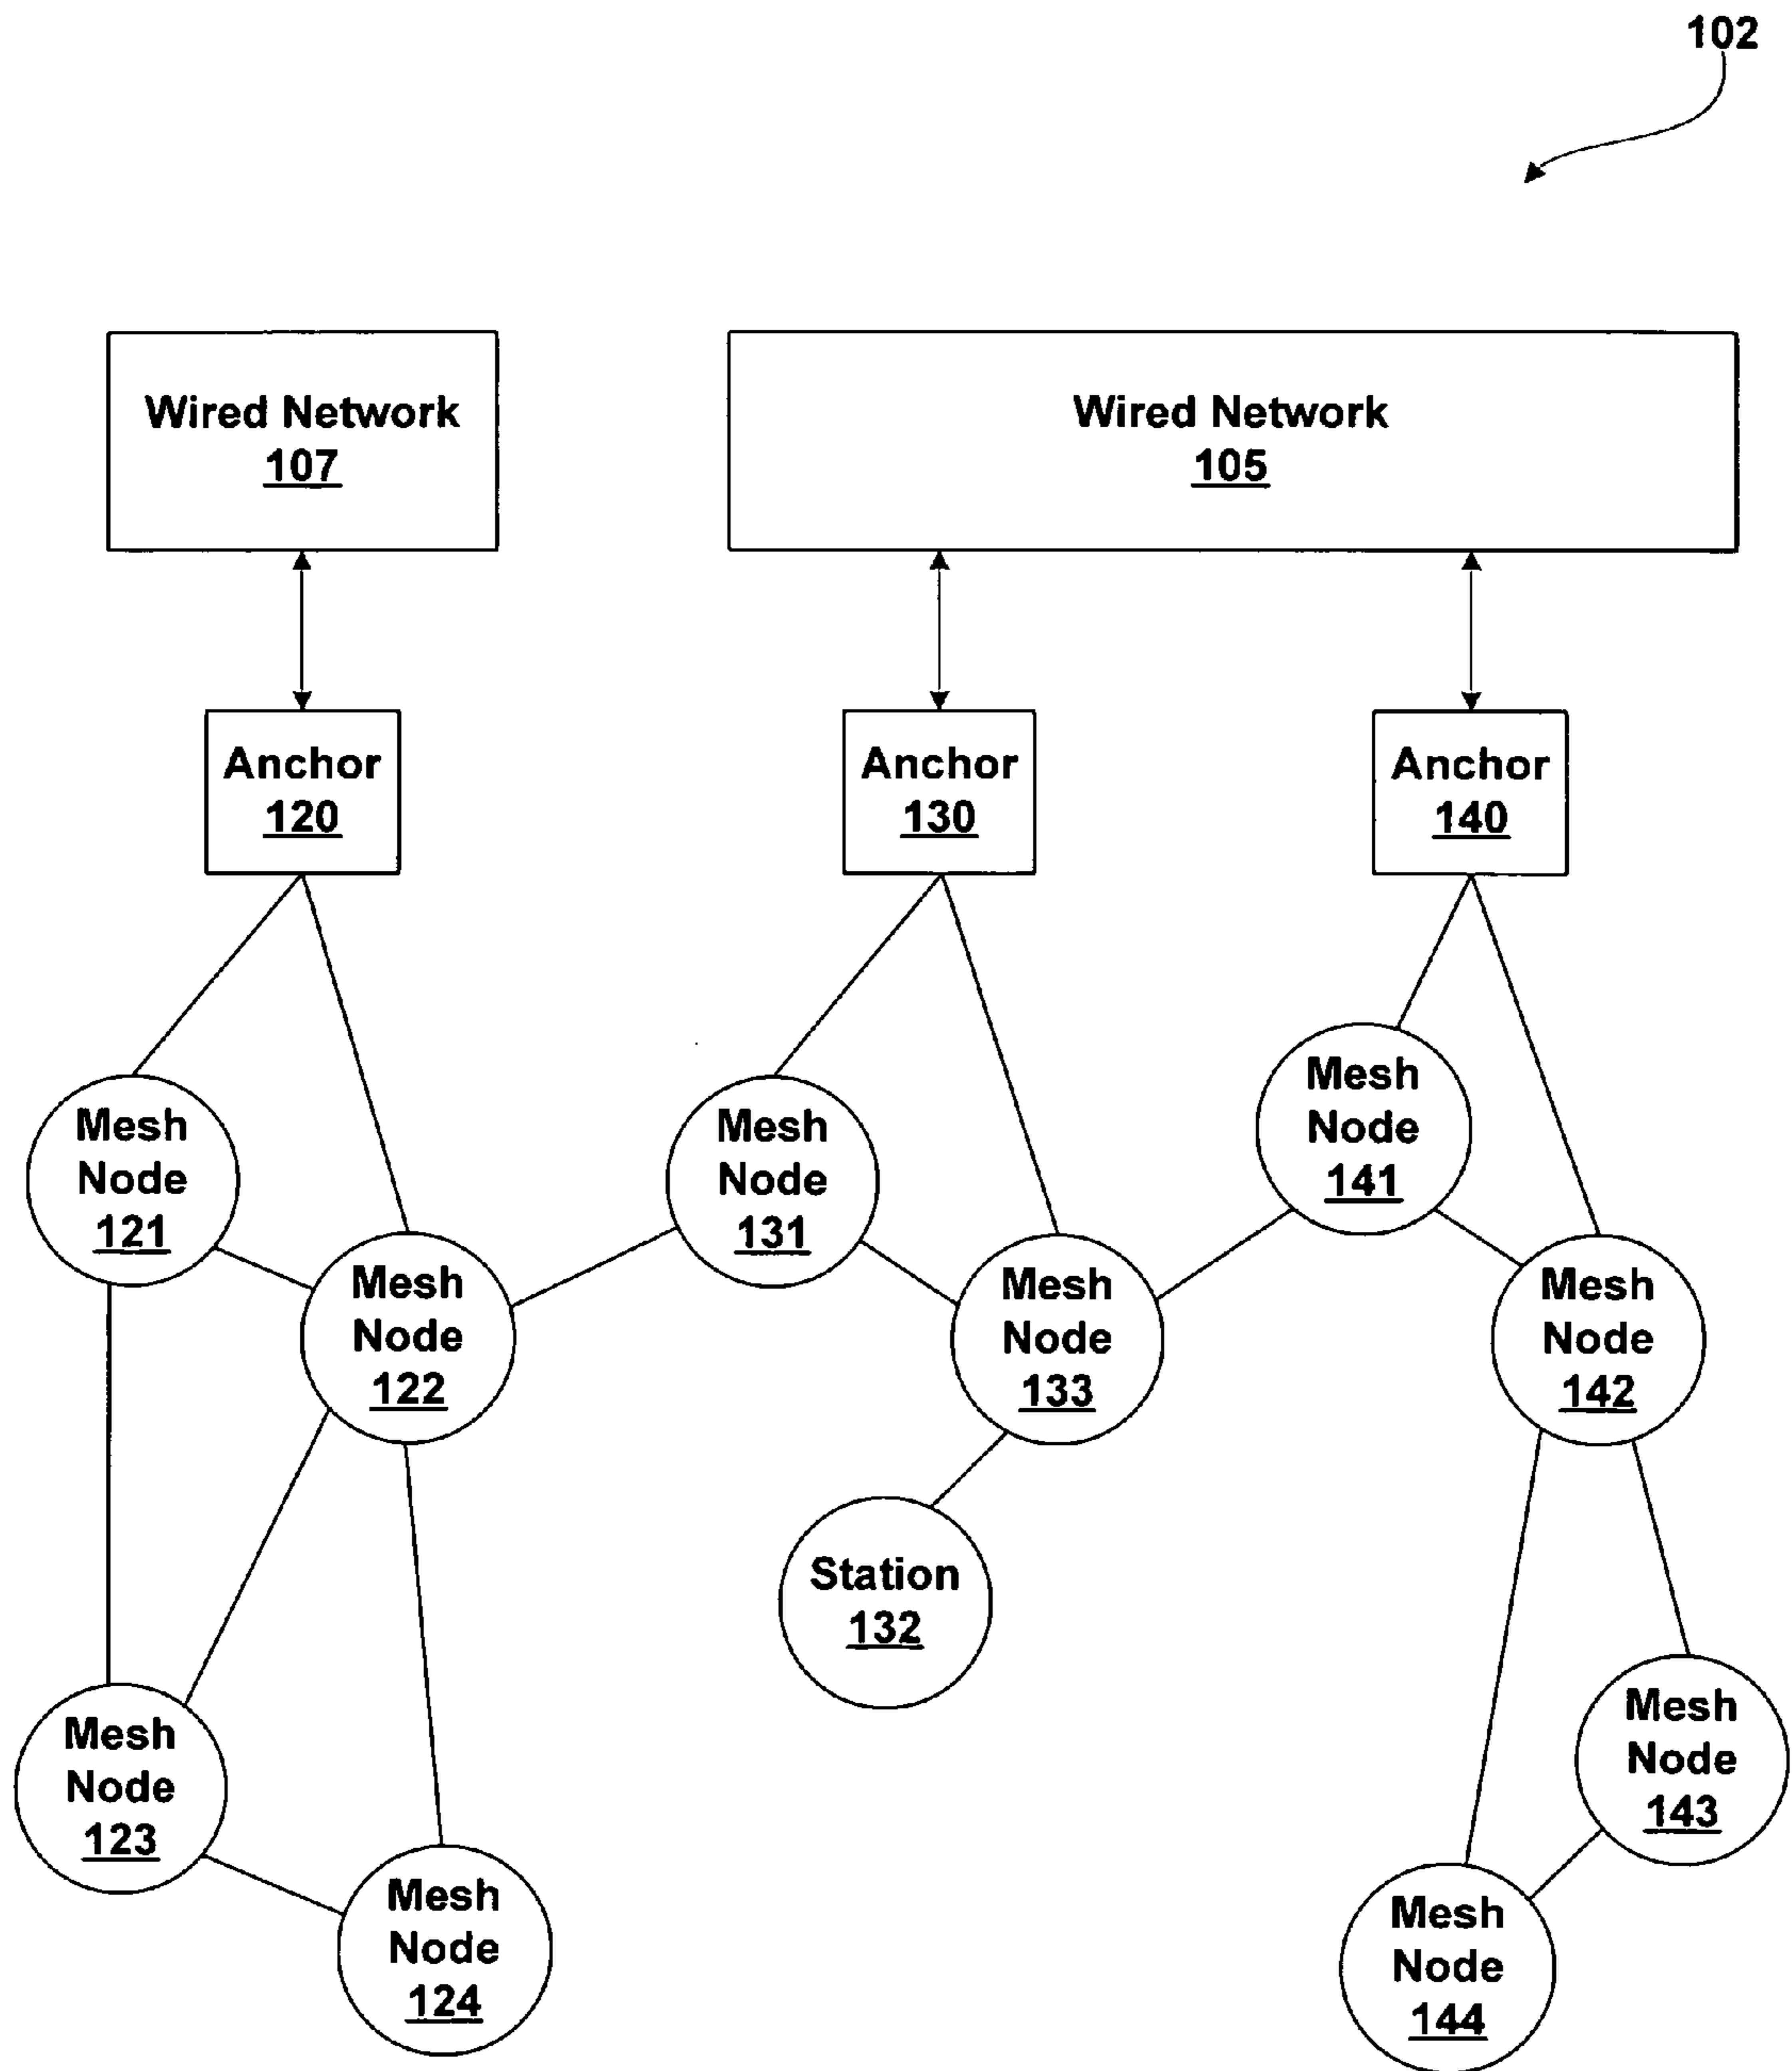 102
Wired Network
107
Wired Network
105
Anchor
120
Anchor
130
Anchor
140
Mesh
Node
121
Mesh
Node
122
Mesh
Node
131
Mesh
Node
133
Mesh
Node
141
Mesh
Node
142
Station
132
Mesh
Node
123
Mesh
Node
124
Mesh
Node
143
Mesh
Node
144